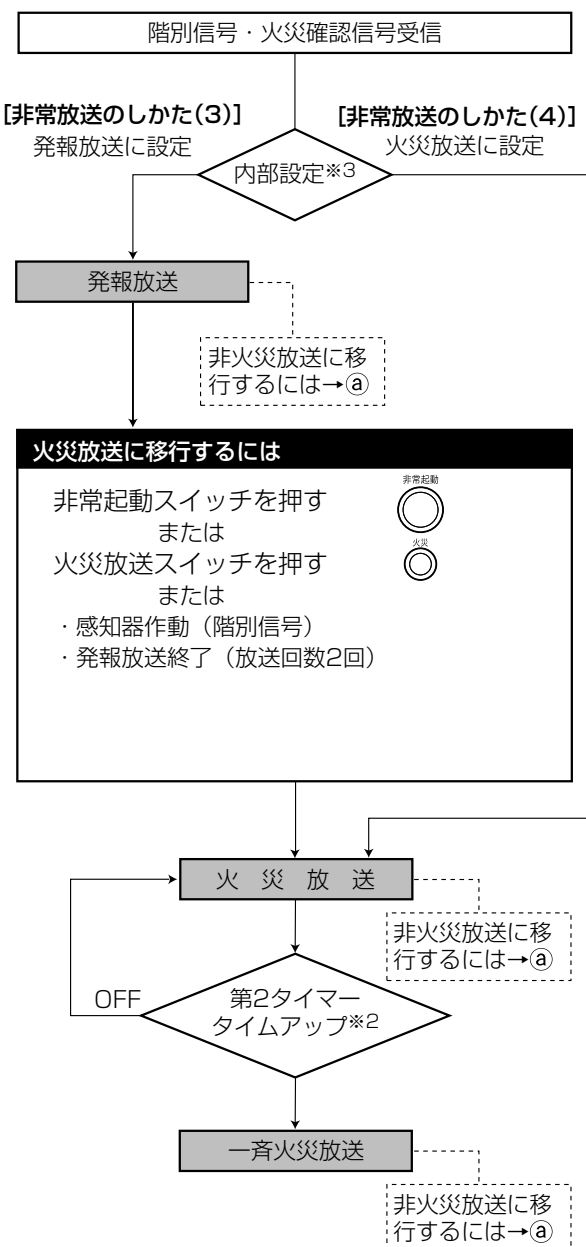 階別信号・火災確認信号受信
[非常放送のしかた(3)]
発報放送に設定
[非常放送のしかた(4)]
火災放送に設定
内部設定※3
発報放送
非火災放送に移
行するには→ⓐ
火災放送に移行するには
非常起動スイッチを押す
非常起動
または
火災放送スイッチを押す
火災
または
・感知器作動（階別信号）
・発報放送終了（放送回数2回）
火 災 放 送
非火災放送に移
行するには→ⓐ
OFF
第2タイマー
タイムアップ※2
一斉火災放送
非火災放送に移
行するには→ⓐ